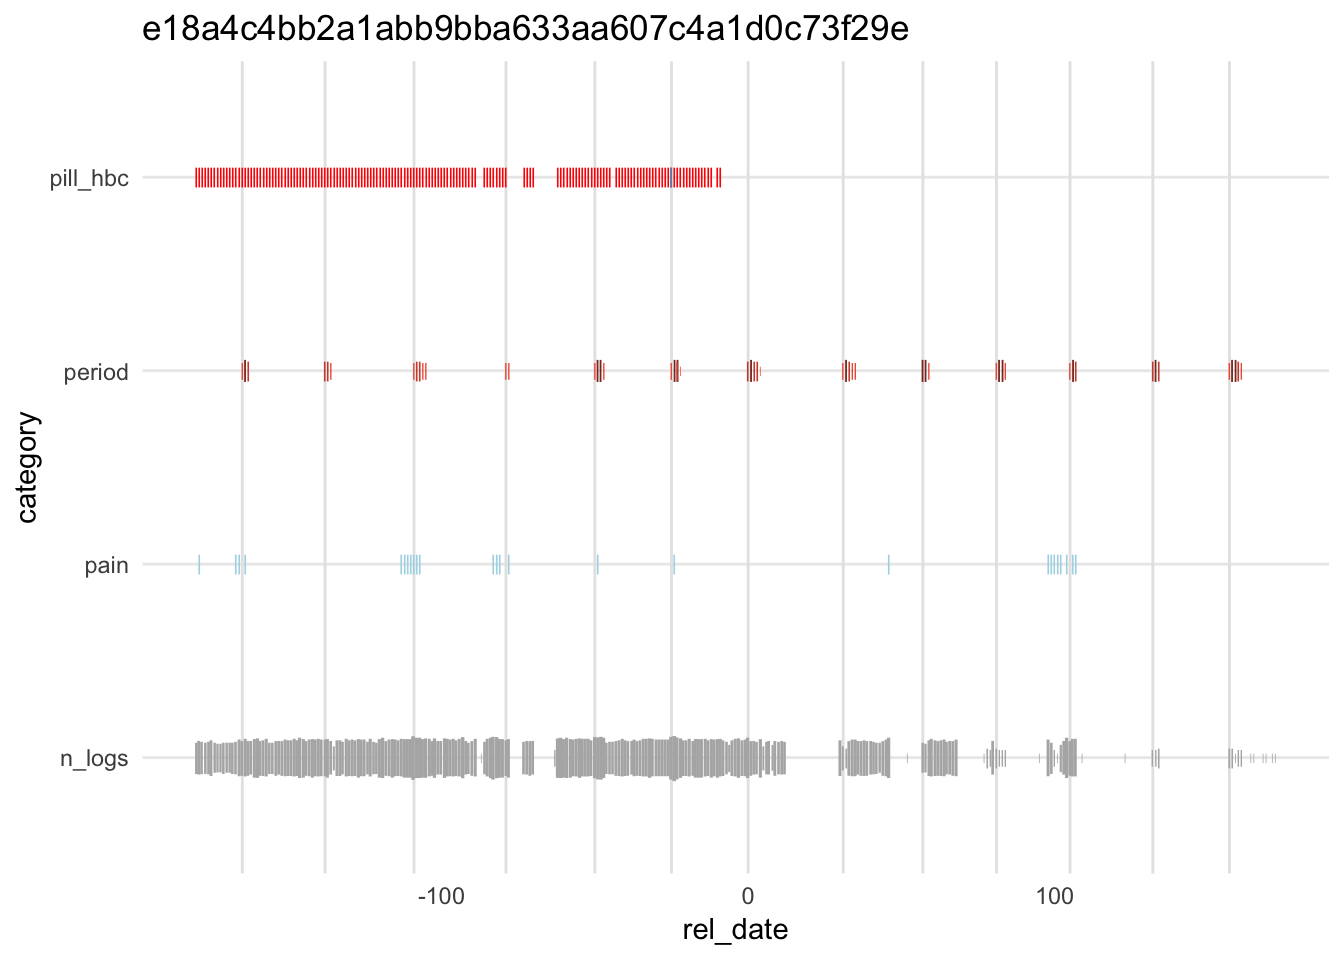 e18a4c4bb2a1abb9bba633aa607c4a1d0c73f29e
pill_hbc
period
pain
n_logs
category
-100 0 100
rel_date